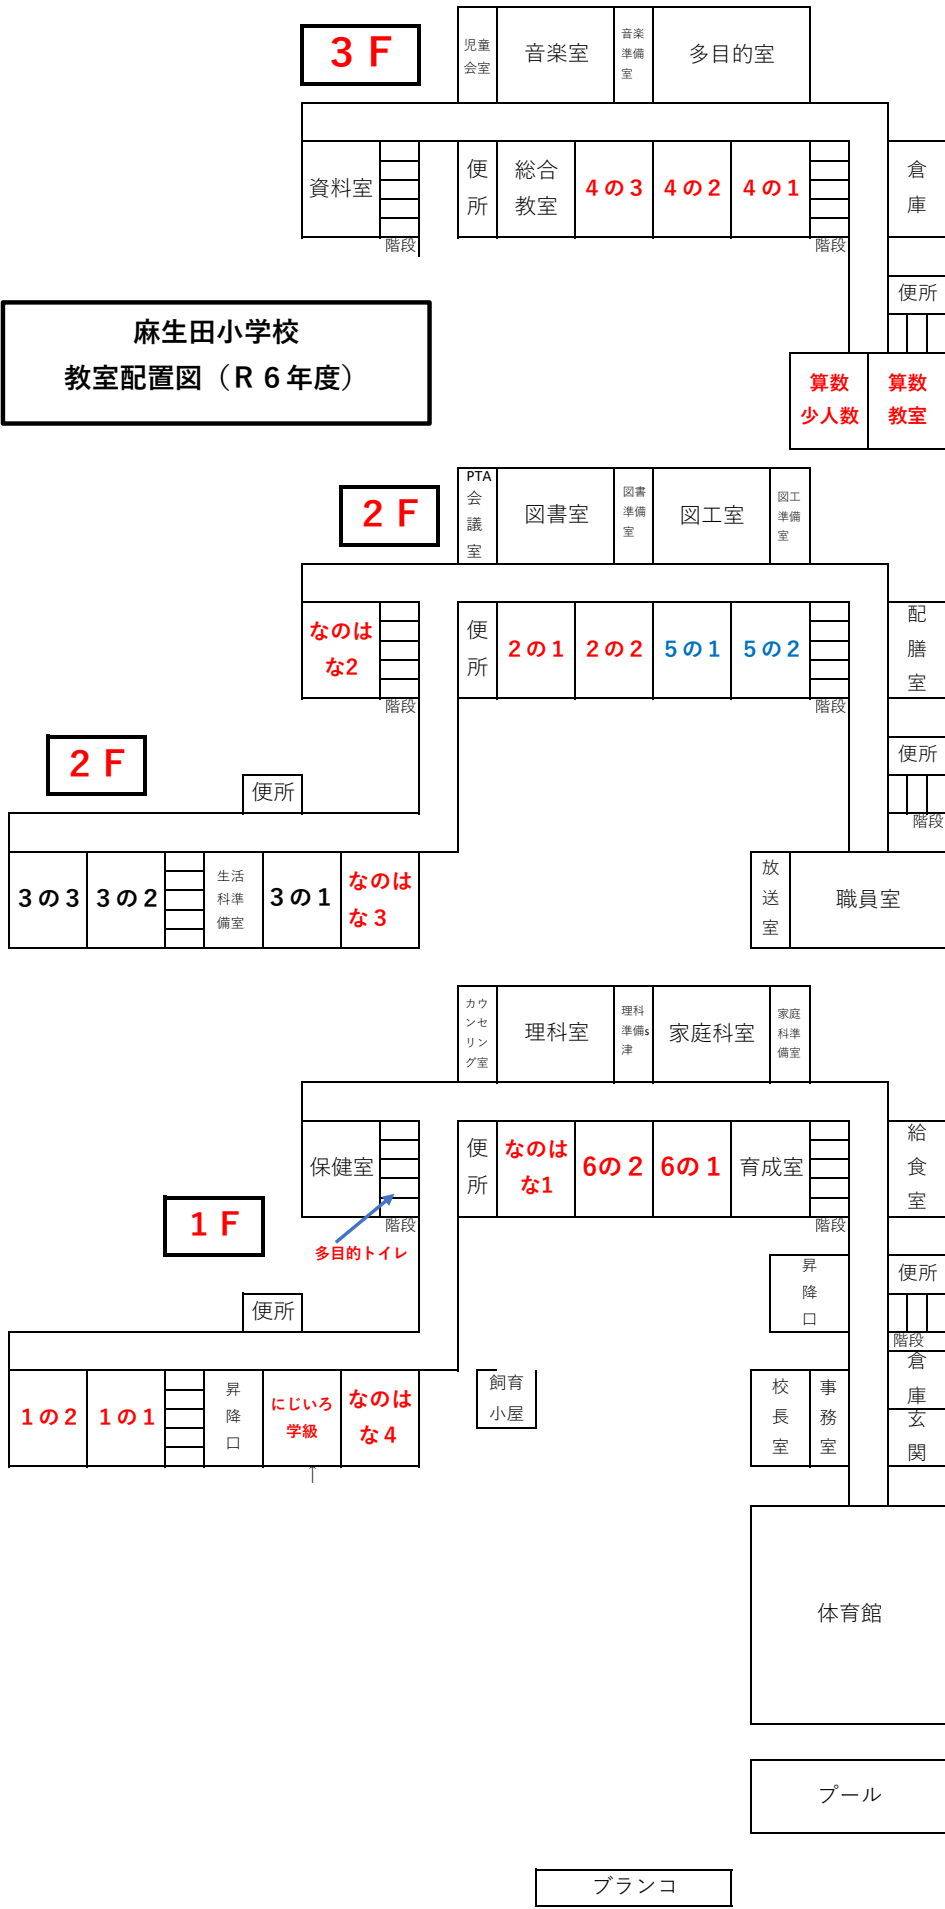 ３Ｆ
児童
会室
音楽室
音楽
準備
室
多目的室
資料室
階段
便
所
総合
教室
４の３
４の２
４の１
階段
倉
庫
便所
算数
少人数
算数
教室
麻生田小学校
教室配置図（Ｒ６年度）
２Ｆ
PTA
会
議
室
図書室
図書
準備
室
図工室
図工
準備
室
なのは
な2
階段
便
所
２の１
２の２
５の１
５の２
階段
配
膳
室
便所
階段
２Ｆ
便所
３の３
３の２
生活
科準
備室
３の１
なのは
な３
放
送
室
職員室
カウ
ンセ
リン
グ室
理科室
理科
準備s
津
家庭科室
家庭
科準
備室
保健室
階段
多目的トイレ
便
所
なのは
な1
6の２
6の１
育成室
階段
給
食
室
１Ｆ
昇
降
口
便所
階段
倉
庫
玄
関
便所
１の２
１の１
昇
降
口
にじいろ
学級
なのは
な４
↑
飼育
小屋
校
長
室
事
務
室
体育館
プール
ブランコ